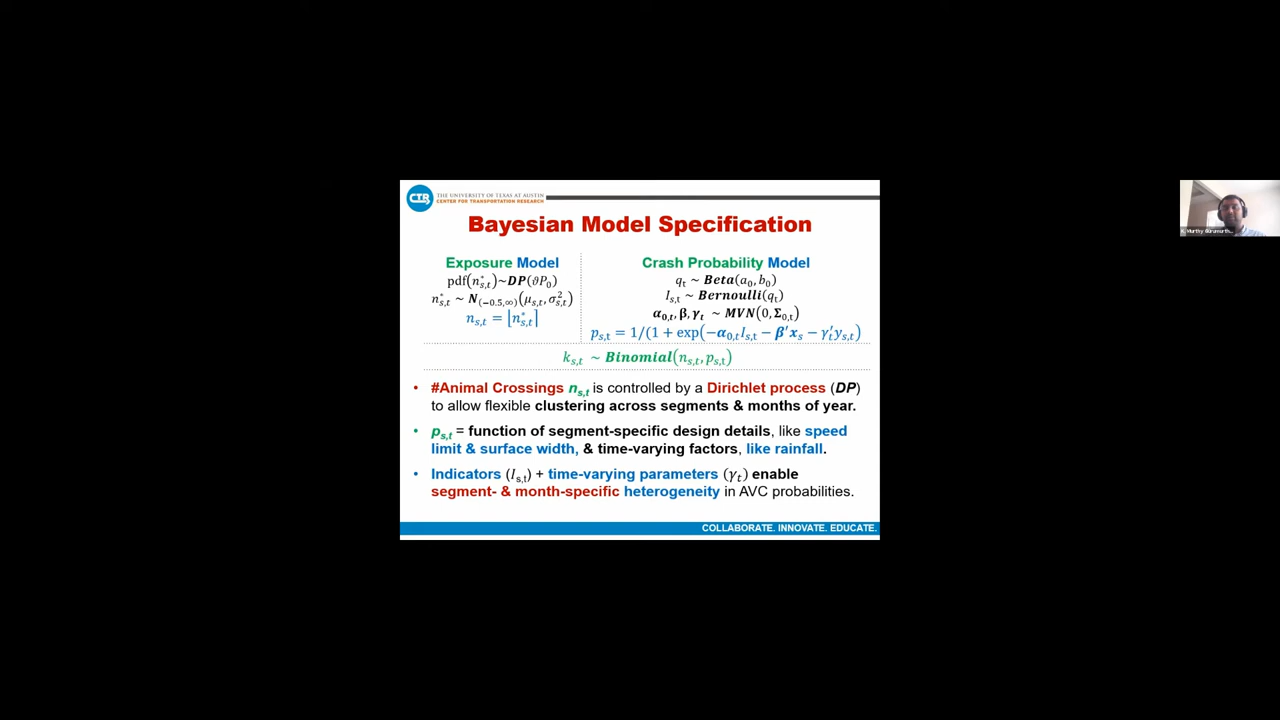 CTR
THE UNIVERSITY OF TEXAS AT AUSTIN
CENTER FOR TRANSPORTATION RESEARCH
Bayesian Model Specification
Exposure Model
pdf(n*s,t)~DP(ϑP0)
n*s,t ~ N(−0.5,∞)(μs,t, σ²s,t)
ns,t = ⌊n*s,t⌉
Crash Probability Model
qt ~ Beta(a0, b0)
Is,t ~ Bernoulli(qt)
α0,t, β, γt ~ MVN(0, Σ0,t)
ps,t = 1/(1 + exp(−α0,tIs,t − β′xs − γ′tys,t)
ks,t ~ Binomial(ns,t, ps,t)
• #Animal Crossings ns,t is controlled by a Dirichlet process (DP)
to allow flexible clustering across segments & months of year.
• ps,t = function of segment-specific design details, like speed
limit & surface width, & time-varying factors, like rainfall.
• Indicators (Is,t) + time-varying parameters (γt) enable
segment- & month-specific heterogeneity in AVC probabilities.
COLLABORATE. INNOVATE. EDUCATE.